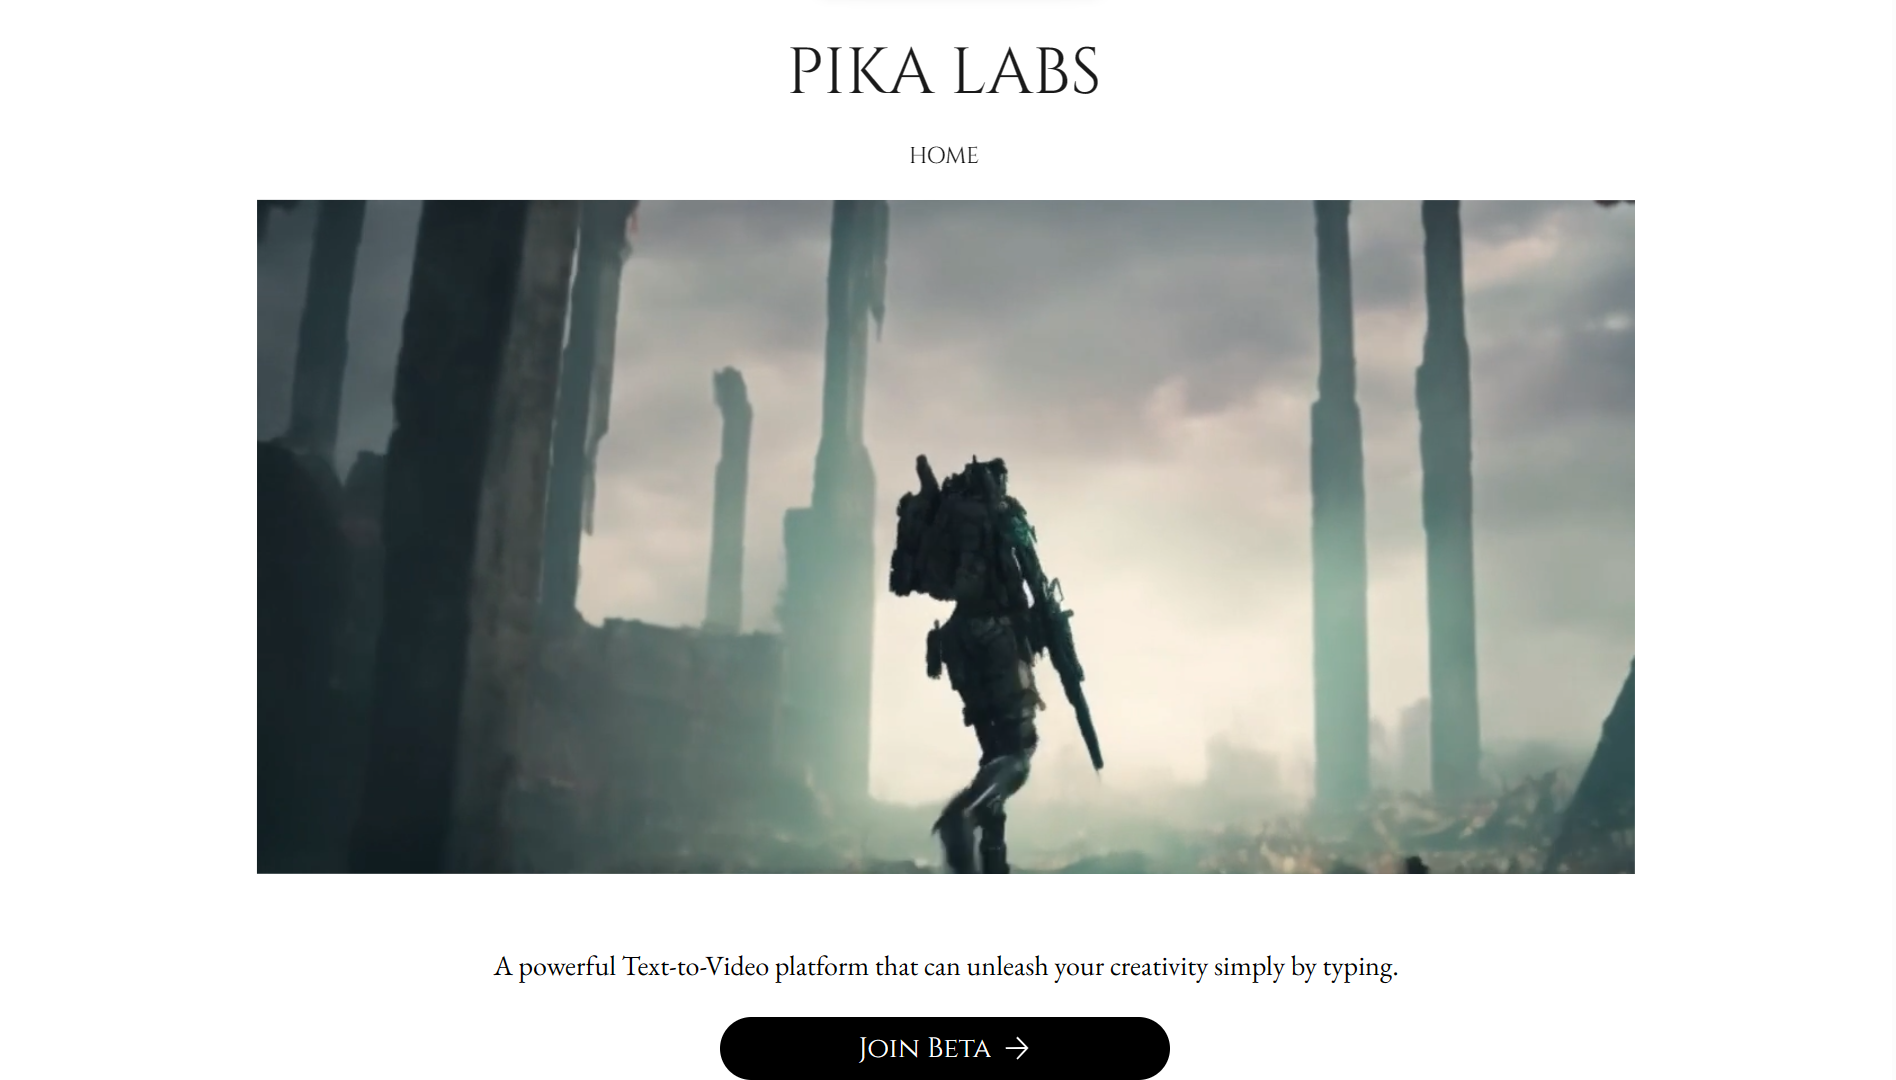 PIKA LABS
HOME
A powerful Text-to-Video platform that can unleash your creativity simply by typing.
Join Beta →